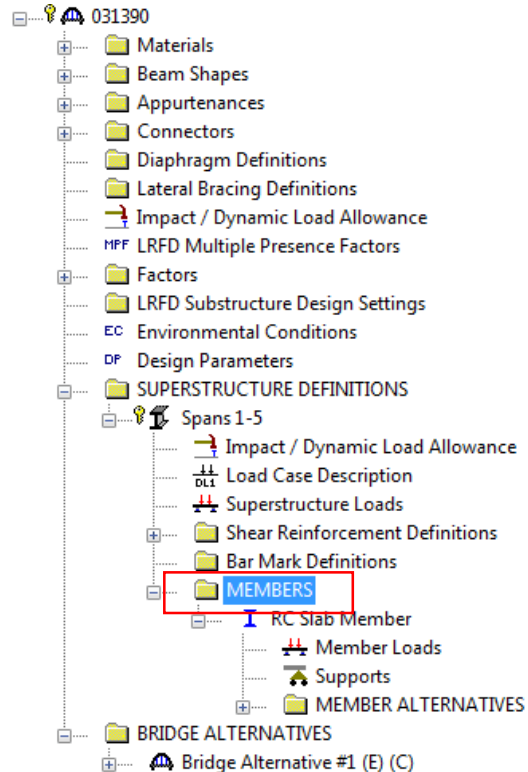 031390
Materials
Beam Shapes
Appurtenances
Connectors
Diaphragm Definitions
Lateral Bracing Definitions
Impact / Dynamic Load Allowance
MPF LRFD Multiple Presence Factors
Factors
LRFD Substructure Design Settings
EC Environmental Conditions
DP Design Parameters
SUPERSTRUCTURE DEFINITIONS
Spans 1-5
Impact / Dynamic Load Allowance
DL1 Load Case Description
Superstructure Loads
Shear Reinforcement Definitions
Bar Mark Definitions
MEMBERS
RC Slab Member
Member Loads
Supports
MEMBER ALTERNATIVES
BRIDGE ALTERNATIVES
Bridge Alternative #1 (E) (C)